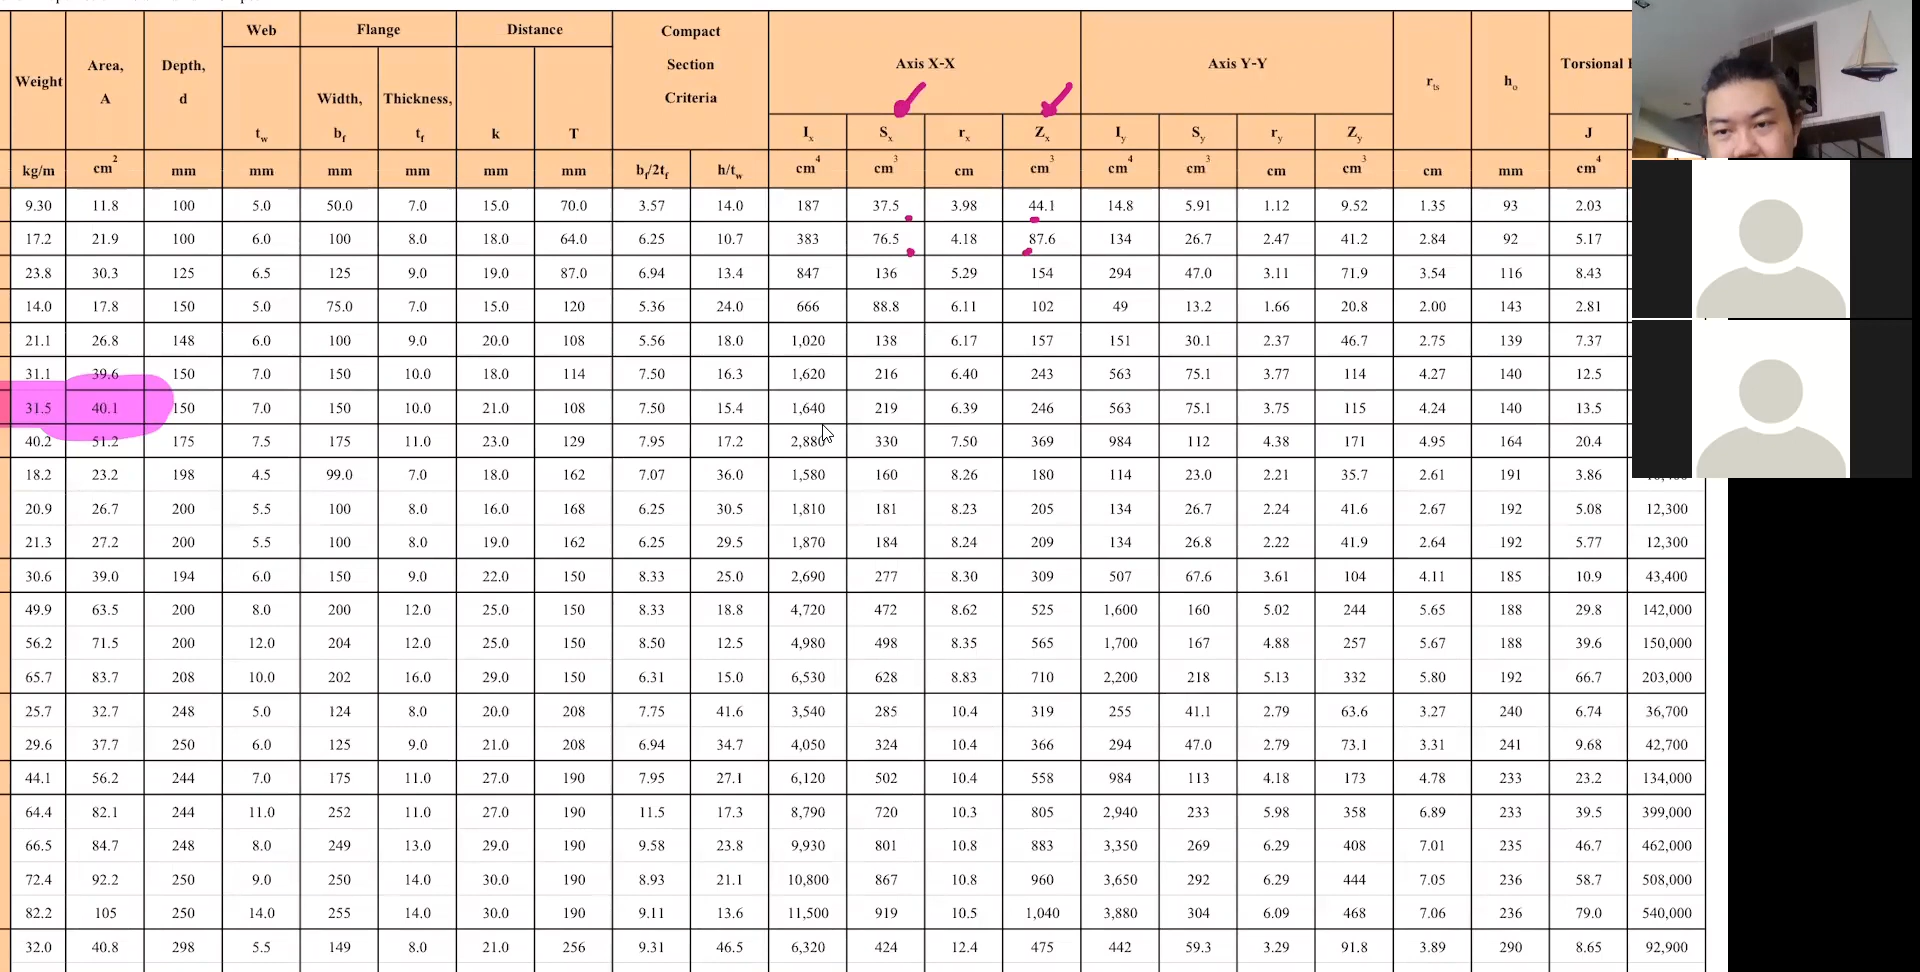 Web Flange Distance Compact Section Criteria Axis X-X Axis Y-Y
Weight Area, A Depth, d Width, Thickness, r_ts h_o Torsional
t_w b_f t_f k T I_x S_x r_x Z_x I_y S_y r_y Z_y J
kg/m cm² mm mm mm mm mm mm b_f/2t_f h/t_w cm⁴ cm³ cm cm³ cm⁴ cm³ cm cm³ cm mm cm⁴
9.30 11.8 100 5.0 50.0 7.0 15.0 70.0 3.57 14.0 187 37.5 3.98 44.1 14.8 5.91 1.12 9.52 1.35 93 2.03
17.2 21.9 100 6.0 100 8.0 18.0 64.0 6.25 10.7 383 76.5 4.18 87.6 134 26.7 2.47 41.2 2.84 92 5.17
23.8 30.3 125 6.5 125 9.0 19.0 87.0 6.94 13.4 847 136 5.29 154 294 47.0 3.11 71.9 3.54 116 8.43
14.0 17.8 150 5.0 75.0 7.0 15.0 120 5.36 24.0 666 88.8 6.11 102 49 13.2 1.66 20.8 2.00 143 2.81
21.1 26.8 148 6.0 100 9.0 20.0 108 5.56 18.0 1,020 138 6.17 157 151 30.1 2.37 46.7 2.75 139 7.37
31.1 39.6 150 7.0 150 10.0 18.0 114 7.50 16.3 1,620 216 6.40 243 563 75.1 3.77 114 4.27 140 12.5
31.5 40.1 150 7.0 150 10.0 21.0 108 7.50 15.4 1,640 219 6.39 246 563 75.1 3.75 115 4.24 140 13.5
40.2 51.2 175 7.5 175 11.0 23.0 129 7.95 17.2 2,880 330 7.50 369 984 112 4.38 171 4.95 164 20.4
18.2 23.2 198 4.5 99.0 7.0 18.0 162 7.07 36.0 1,580 160 8.26 180 114 23.0 2.21 35.7 2.61 191 3.86
20.9 26.7 200 5.5 100 8.0 16.0 168 6.25 30.5 1,810 181 8.23 205 134 26.7 2.24 41.6 2.67 192 5.08 12,300
21.3 27.2 200 5.5 100 8.0 19.0 162 6.25 29.5 1,870 184 8.24 209 134 26.8 2.22 41.9 2.64 192 5.77 12,300
30.6 39.0 194 6.0 150 9.0 22.0 150 8.33 25.0 2,690 277 8.30 309 507 67.6 3.61 104 4.11 185 10.9 43,400
49.9 63.5 200 8.0 200 12.0 25.0 150 8.33 18.8 4,720 472 8.62 525 1,600 160 5.02 244 5.65 188 29.8 142,000
56.2 71.5 200 12.0 204 12.0 25.0 150 8.50 12.5 4,980 498 8.35 565 1,700 167 4.88 257 5.67 188 39.6 150,000
65.7 83.7 208 10.0 202 16.0 29.0 150 6.31 15.0 6,530 628 8.83 710 2,200 218 5.13 332 5.80 192 66.7 203,000
25.7 32.7 248 5.0 124 8.0 20.0 208 7.75 41.6 3,540 285 10.4 319 255 41.1 2.79 63.6 3.27 240 6.74 36,700
29.6 37.7 250 6.0 125 9.0 21.0 208 6.94 34.7 4,050 324 10.4 366 294 47.0 2.79 73.1 3.31 241 9.68 42,700
44.1 56.2 244 7.0 175 11.0 27.0 190 7.95 27.1 6,120 502 10.4 558 984 113 4.18 173 4.78 233 23.2 134,000
64.4 82.1 244 11.0 252 11.0 27.0 190 11.5 17.3 8,790 720 10.3 805 2,940 233 5.98 358 6.89 233 39.5 399,000
66.5 84.7 248 8.0 249 13.0 29.0 190 9.58 23.8 9,930 801 10.8 883 3,350 269 6.29 408 7.01 235 46.7 462,000
72.4 92.2 250 9.0 250 14.0 30.0 190 8.93 21.1 10,800 867 10.8 960 3,650 292 6.29 444 7.05 236 58.7 508,000
82.2 105 250 14.0 255 14.0 30.0 190 9.11 13.6 11,500 919 10.5 1,040 3,880 304 6.09 468 7.06 236 79.0 540,000
32.0 40.8 298 5.5 149 8.0 21.0 256 9.31 46.5 6,320 424 12.4 475 442 59.3 3.29 91.8 3.89 290 8.65 92,900